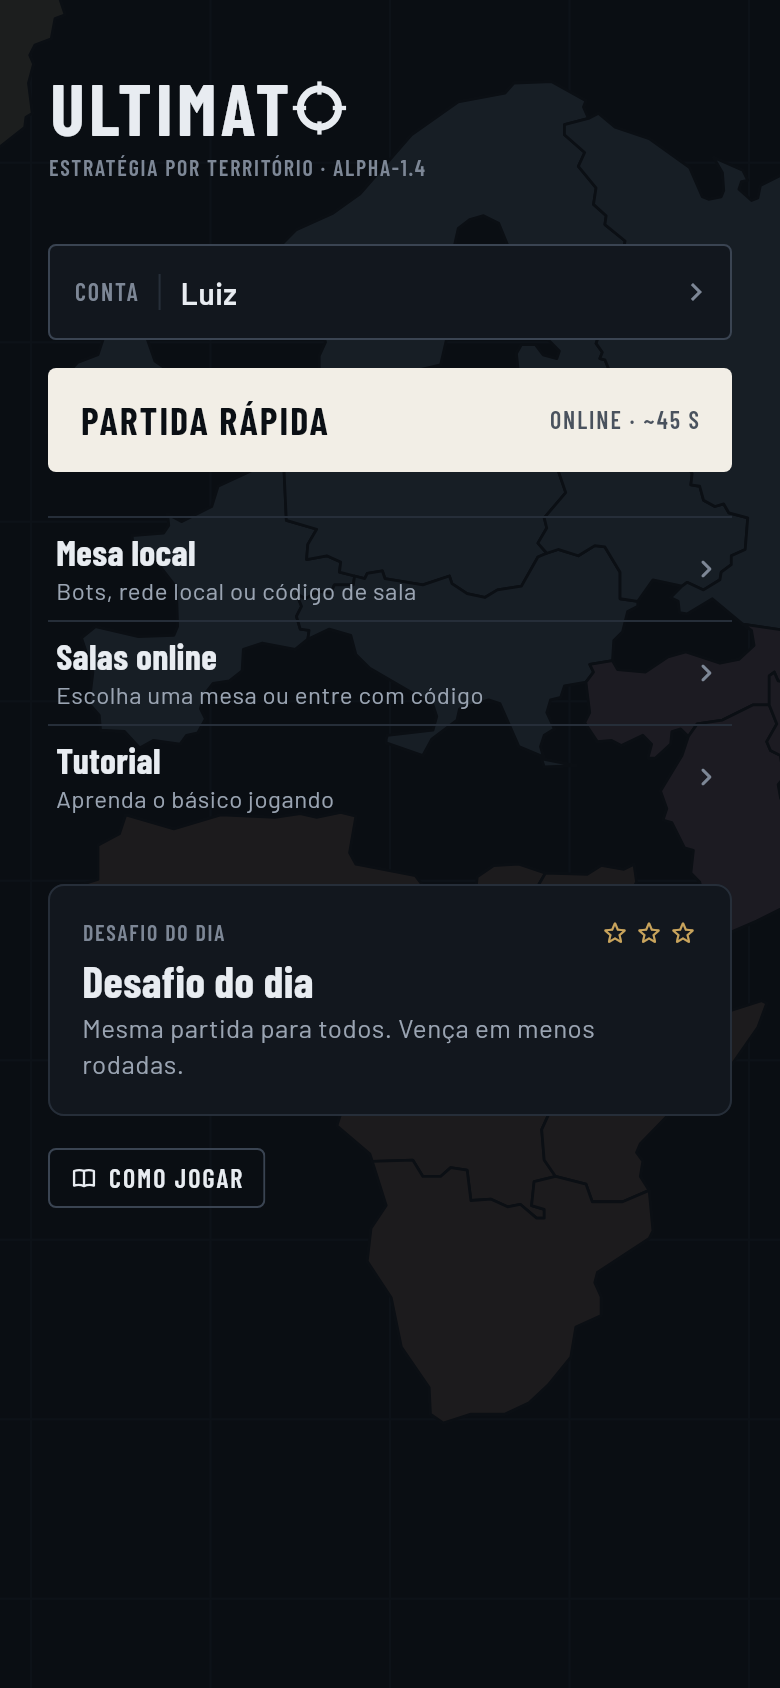 ULTIMATO
ESTRATÉGIA POR TERRITÓRIO · ALPHA-1.4
CONTA Luiz
PARTIDA RÁPIDA ONLINE · ~45 S
Mesa local
Bots, rede local ou código de sala
Salas online
Escolha uma mesa ou entre com código
Tutorial
Aprenda o básico jogando
DESAFIO DO DIA
Desafio do dia
Mesma partida para todos. Vença em menos
rodadas.
COMO JOGAR